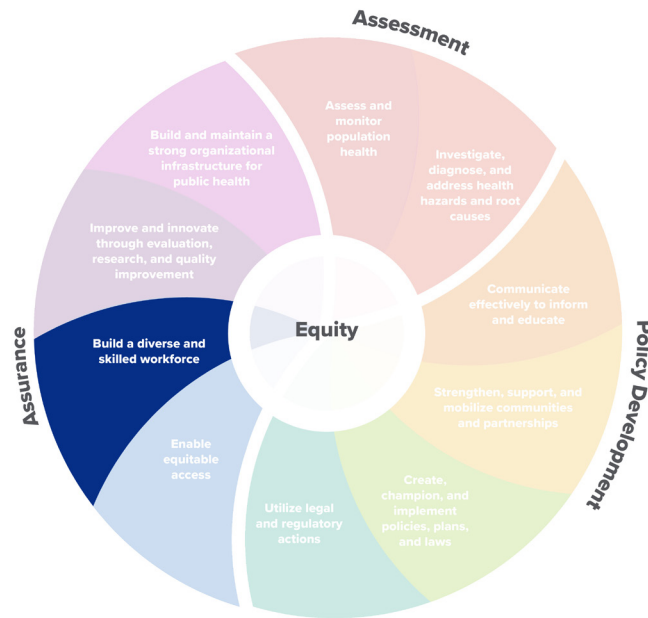 Assessment
Assess and
monitor
population
health
Investigate,
diagnose, and
address health
hazards and root
causes
Policy Development
Communicate
effectively to inform
and educate
Strengthen, support, and
mobilize communities
and partnerships
Create,
champion, and
implement
policies, plans,
and laws
Utilize legal
and regulatory
actions
Assurance
Enable
equitable
access
Build a diverse and
skilled workforce
Improve and innovate
through evaluation,
research, and quality
improvement
Build and maintain a
strong organizational
infrastructure for
public health
Equity